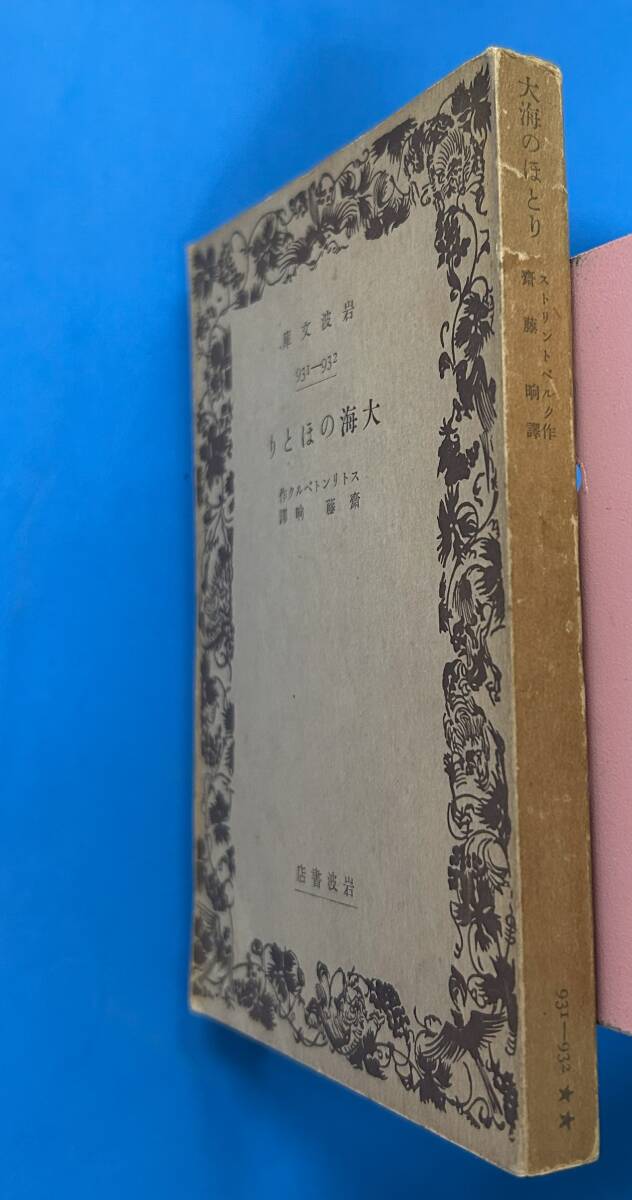 岩波文庫
931—932
大海のほとり
ストリントベルク作
齋藤晌譯
岩波書店
大海のほとり
ストリントベルク作
齋藤晌譯
931—932 ★★